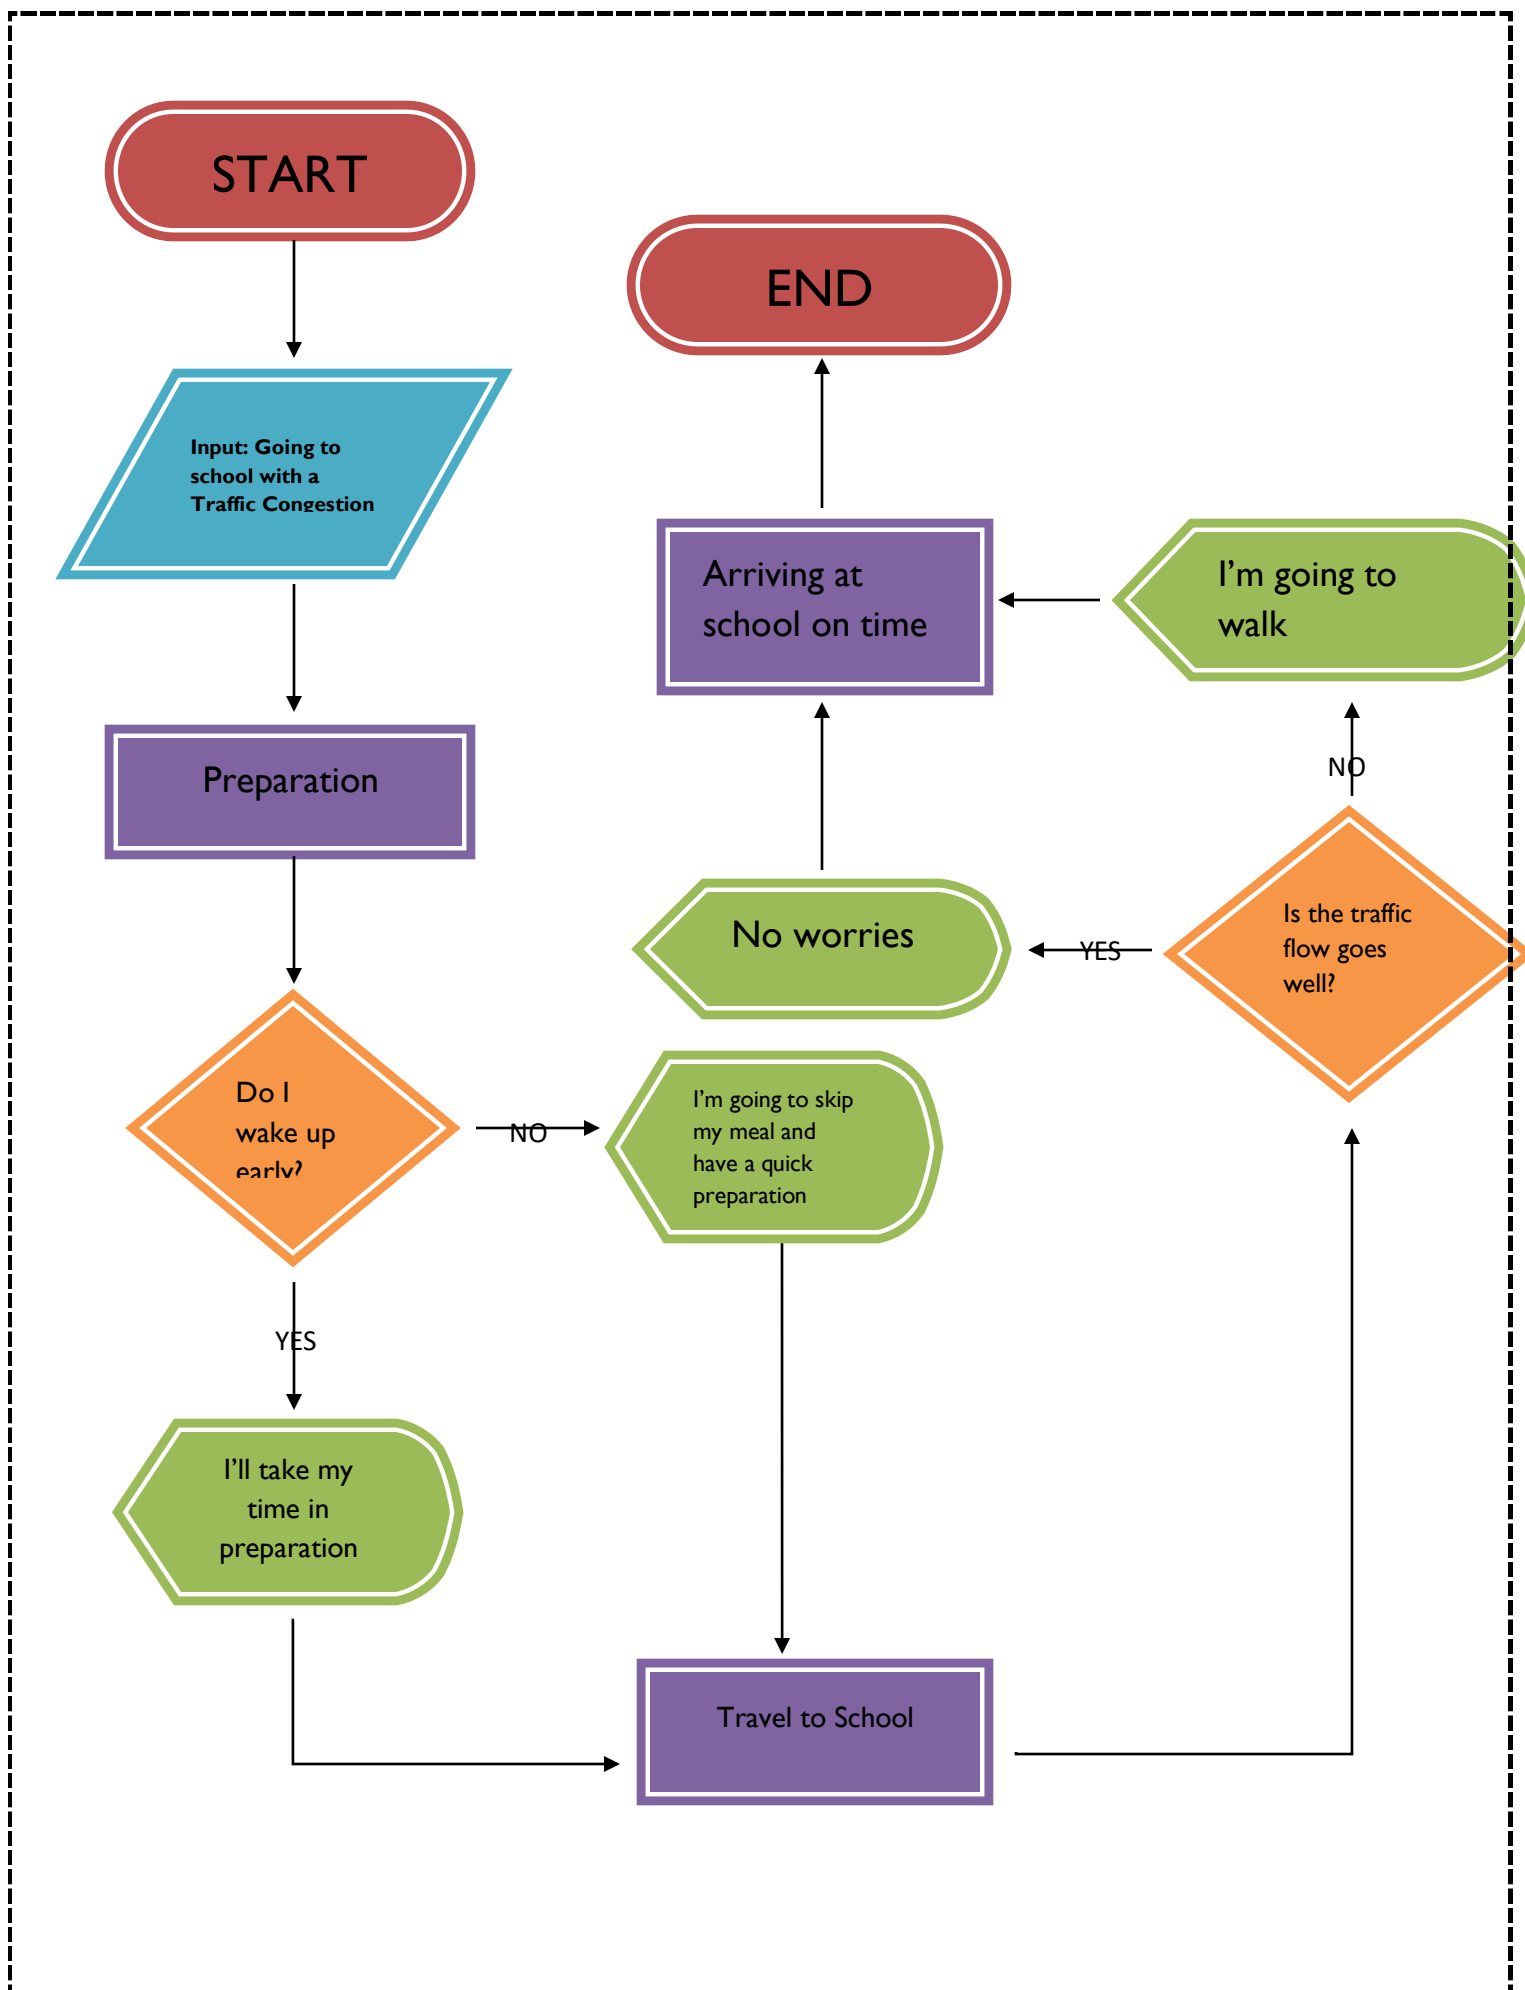 START
Input: Going to
school with a
Traffic Congestion
Preparation
Do I
wake up
early?
NO
I'm going to skip
my meal and
have a quick
preparation
YES
I'll take my
time in
preparation
Travel to School
Is the traffic
flow goes
well?
YES
No worries
NO
I'm going to
walk
Arriving at
school on time
END